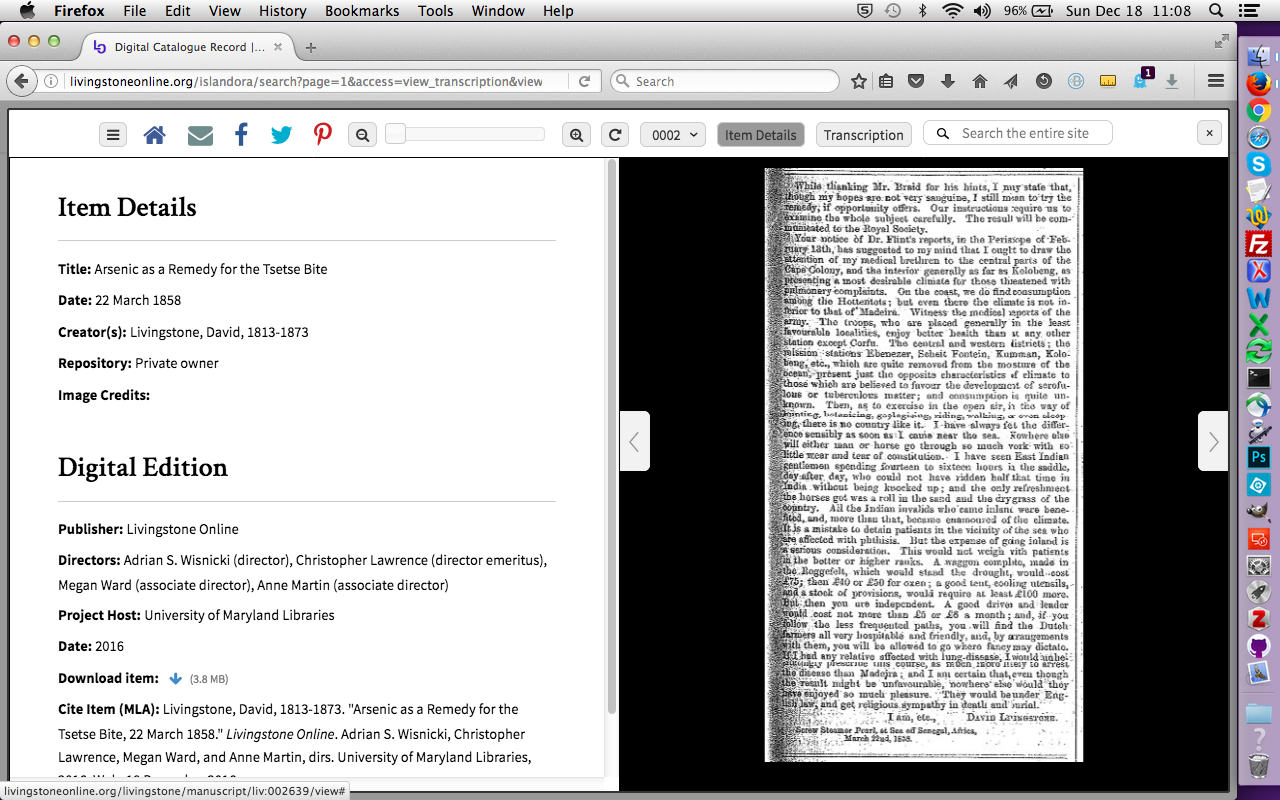 Firefox File Edit View History Bookmarks Tools Window Help
96% Sun Dec 18 11:08
Digital Catalogue Record |...
livingstoneonline.org/islandora/search?page=1&access=view_transcription&view
Search
1
0002
Item Details
Transcription
Search the entire site
Item Details
Title: Arsenic as a Remedy for the Tsetse Bite
Date: 22 March 1858
Creator(s): Livingstone, David, 1813-1873
Repository: Private owner
Image Credits:
Digital Edition
Publisher: Livingstone Online
Directors: Adrian S. Wisnicki (director), Christopher Lawrence (director emeritus),
Megan Ward (associate director), Anne Martin (associate director)
Project Host: University of Maryland Libraries
Date: 2016
Download item: (3.8 MB)
Cite Item (MLA): Livingstone, David, 1813-1873. "Arsenic as a Remedy for the
Tsetse Bite, 22 March 1858." Livingstone Online. Adrian S. Wisnicki, Christopher
Lawrence, Megan Ward, and Anne Martin, dirs. University of Maryland Libraries,
livingstoneonline.org/livingstone/manuscript/liv:002639/view#
While thanking Mr. Braid for his hints, I may state that,
though my hopes are not very sanguine, I still mean to try the
remedy, if opportunity offers. Our instructions require us to
examine the whole subject carefully. The result will be com-
municated to the Royal Society.
Your notice of Dr. Flint's reports, in the Periscope of Feb-
ruary 13th, has suggested to my mind that I ought to draw the
attention of my medical brethren to the central parts of the
Cape Colony, and the interior generally as far as Kolobeng, as
presenting a most desirable climate for those threatened with
pulmonary complaints. On the coast, we do find consumption
among the Hottentots; but even there the climate is not in-
ferior to that of Madeira. Witness the medical reports of the
army. The troops, who are placed generally in the least
favourable localities, enjoy better health than at any other
station except Corfu. The central and western districts; the
mission stations Ebenezer, Scheit Fontein, Kuruman, Kolo-
beng, etc., which are quite removed from the moisture of the
ocean, present just the opposite characteristics of climate to
those which are believed to favour the development of scrofu-
lous or tuberculous matter; and consumption is quite un-
known. Then, as to exercise in the open air, in the way of
hunting, botanising, geologising, riding, walking, or even sleep-
ing, there is no country like it. I have always felt the differ-
ence sensibly as soon as I came near the sea. Nowhere else
will either man or horse go through so much work with so
little wear and tear of constitution. I have seen East Indian
gentlemen spending fourteen to sixteen hours in the saddle,
day after day, who could not have ridden half that time in
India without being knocked up; and the only refreshment
the horses got was a roll in the sand and the dry grass of the
country. All the Indian invalids who came inland were bene-
fited, and, more than that, became enamoured of the climate.
It is a mistake to detain patients in the vicinity of the sea who
are affected with phthisis. But the expense of going inland is
a serious consideration. This would not weigh with patients
in the better or higher ranks. A waggon complete, made in
the Roggefelt, which would stand the drought, would cost
£75; then £40 or £50 for oxen; a good tent, cooking utensils,
and a stock of provisions, would require at least £100 more.
But then you are independent. A good driver and leader
would cost not more than £5 or £6 a month; and, if you
follow the less frequented paths, you will find the Dutch
farmers all very hospitable and friendly, and, by arrangements
with them, you will be allowed to go where fancy may dictate.
If I had any relative affected with lung-disease, I would unhesi-
tatingly prescribe this course, as much more likely to arrest
the disease than Madeira; and I am certain that, even though
the result might be unfavourable, nowhere else would they
have enjoyed so much pleasure. They would be under Eng-
lish law, and get religious sympathy in death and burial.
I am, etc., DAVID LIVINGSTONE.
Screw Steamer Pearl, at Sea off Senegal, Africa,
March 22nd, 1858.